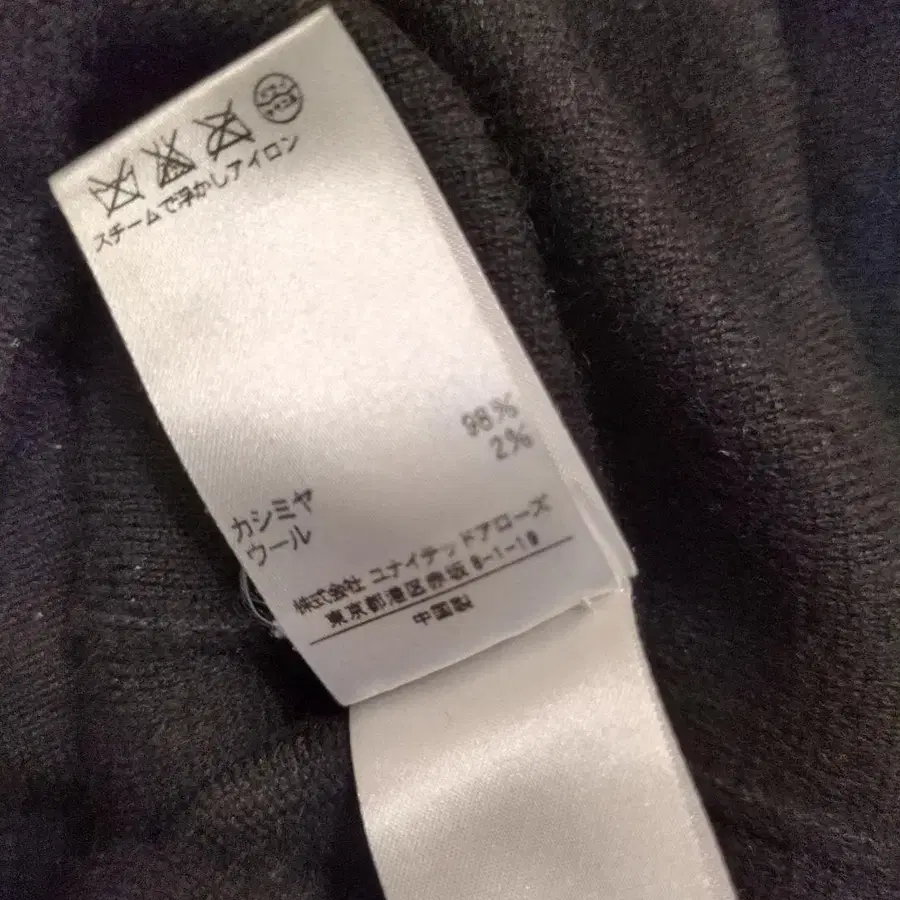 スチームで浮かしアイロン
カシミヤ 98%
ウール 2%
株式会社 ユナイテッドアローズ
東京都港区赤坂 8-1-19
中国製